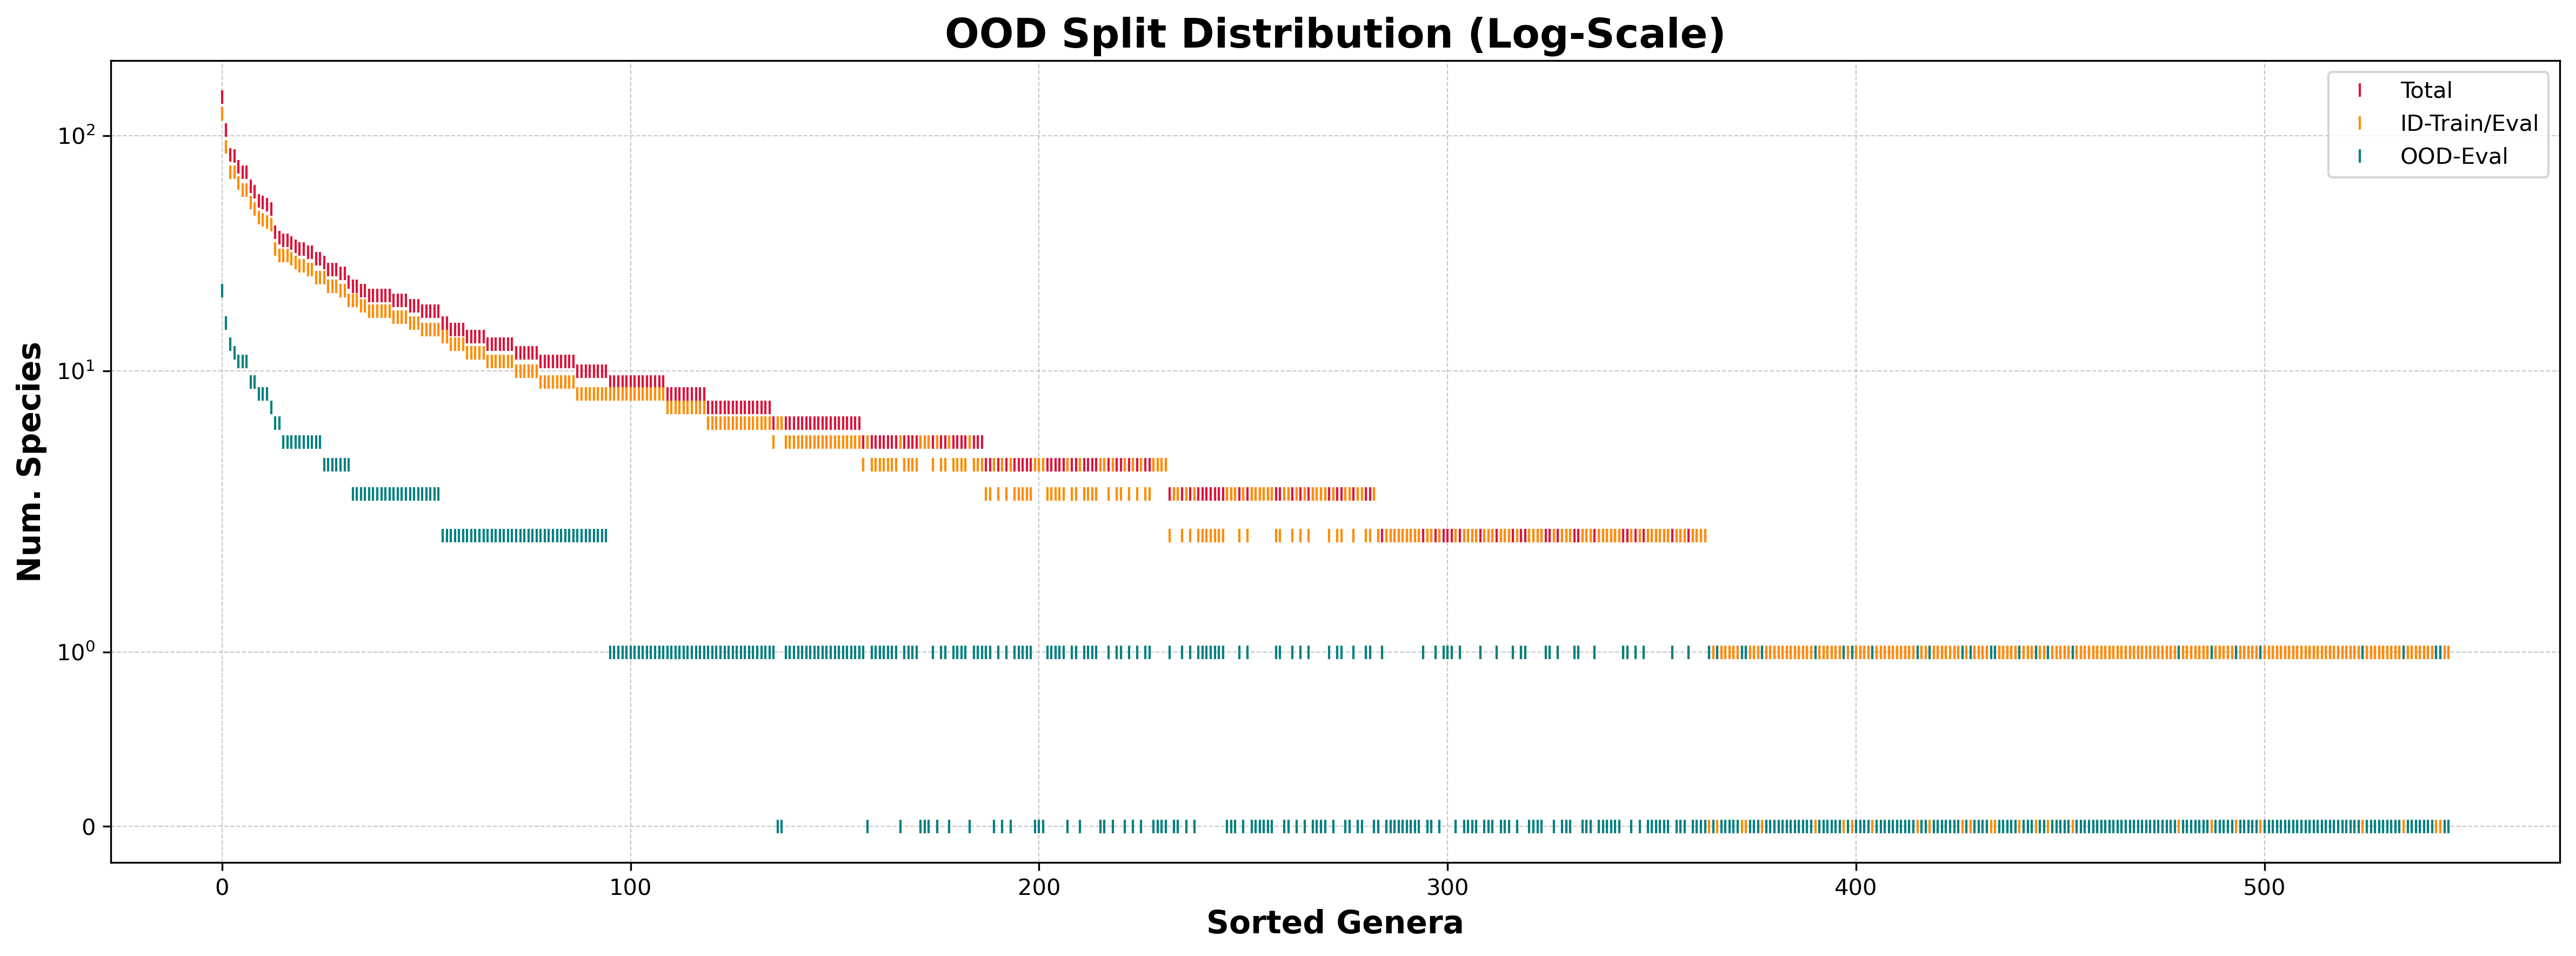 OOD Split Distribution (Log-Scale)
Total
ID-Train/Eval
OOD-Eval
Num. Species
10²
10¹
10⁰
0
0 100 200 300 400 500
Sorted Genera